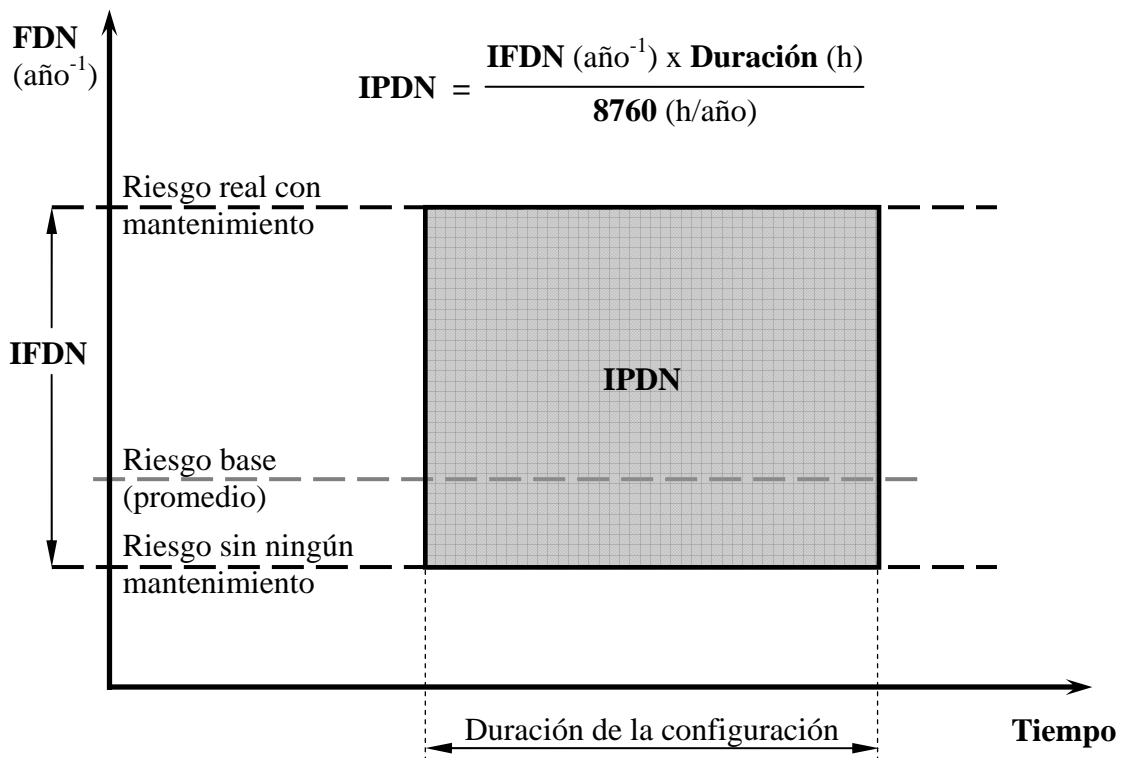 FDN
(año⁻¹)
IPDN = IFDN (año⁻¹) x Duración (h)
8760 (h/año)
Riesgo real con
mantenimiento
IFDN
IPDN
Riesgo base
(promedio)
Riesgo sin ningún
mantenimiento
Duración de la configuración
Tiempo